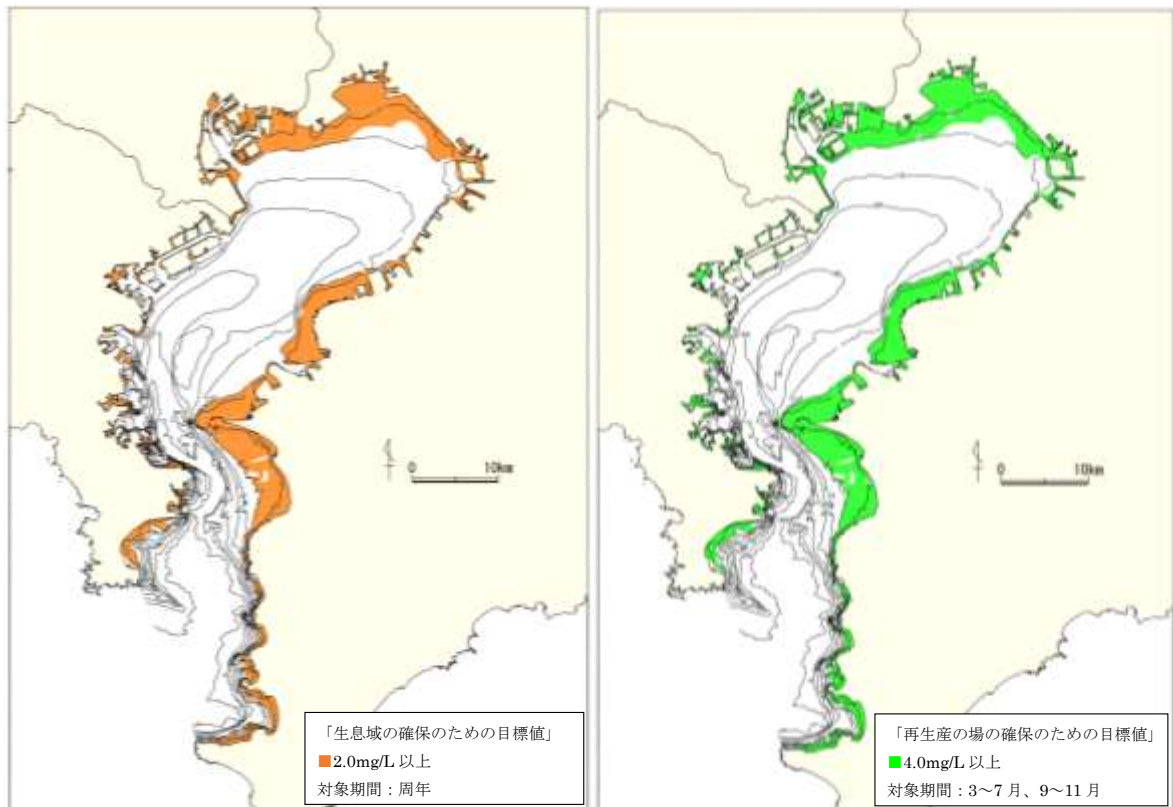 0
10km
「生息域の確保のための目標値」
■2.0mg/L 以上
対象期間：周年
0
10km
「再生産の場の確保のための目標値」
■4.0mg/L 以上
対象期間：3～7 月、9～11 月